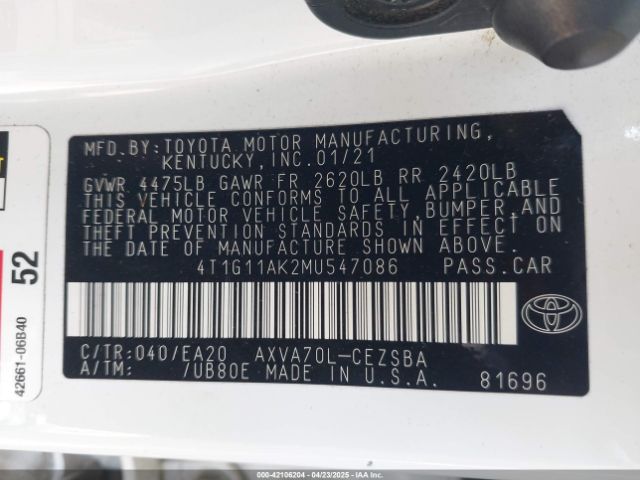 MFD.BY:TOYOTA MOTOR MANUFACTURING,
KENTUCKY,INC.01/21
GVWR 4475LB GAWR FR 2620LB RR 2420LB
THIS VEHICLE CONFORMS TO ALL APPLICABLE
FEDERAL MOTOR VEHICLE SAFETY,BUMPER,AND
THEFT PREVENTION STANDARDS IN EFFECT ON
THE DATE OF MANUFACTURE SHOWN ABOVE.
4T1G11AK2MU547086 PASS.CAR
C/TR:040/EA20 AXVA70L-CEZSBA
A/TM: /UB80E MADE IN U.S.A. 81696
52
42661-06B40
000-42106204 - 04/23/2025 - IAAI.com